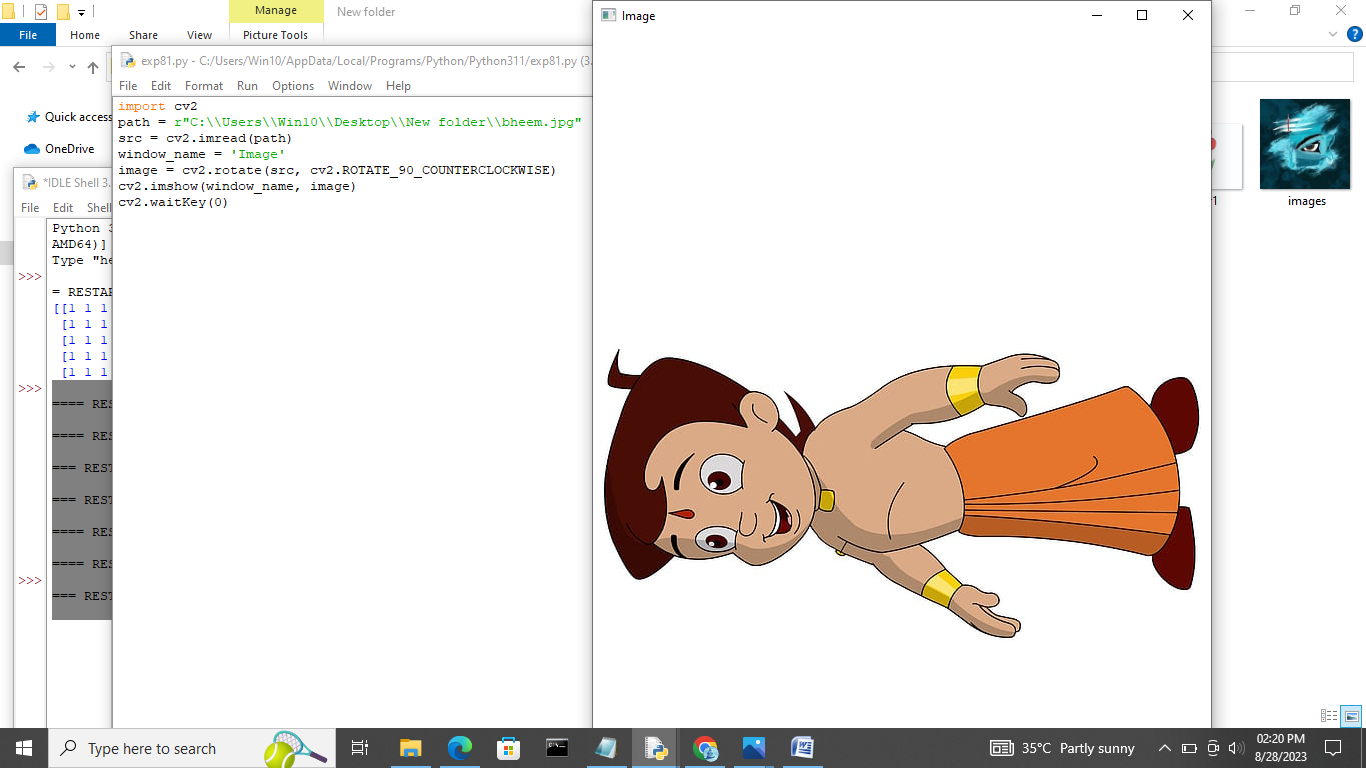 Manage
New folder
File
Home
Share
View
Picture Tools
Image
exp81.py - C:/Users/Win10/AppData/Local/Programs/Python/Python311/exp81.py (3.
File Edit Format Run Options Window Help
import cv2
path = r"C:\\Users\\Win10\\Desktop\\New folder\\bheem.jpg"
src = cv2.imread(path)
window_name = 'Image'
image = cv2.rotate(src, cv2.ROTATE_90_COUNTERCLOCKWISE)
cv2.imshow(window_name, image)
cv2.waitKey(0)
Quick access
OneDrive
*IDLE Shell 3.
File Edit Shell
Python 3
AMD64)]
Type "he
>>>
= RESTAR
[[1 1 1
[1 1 1
[1 1 1
[1 1 1
[1 1 1
>>>
==== RES
==== RES
=== REST
=== REST
==== RES
==== RES
>>>
=== REST
1
images
Type here to search
35°C Partly sunny
02:20 PM
8/28/2023